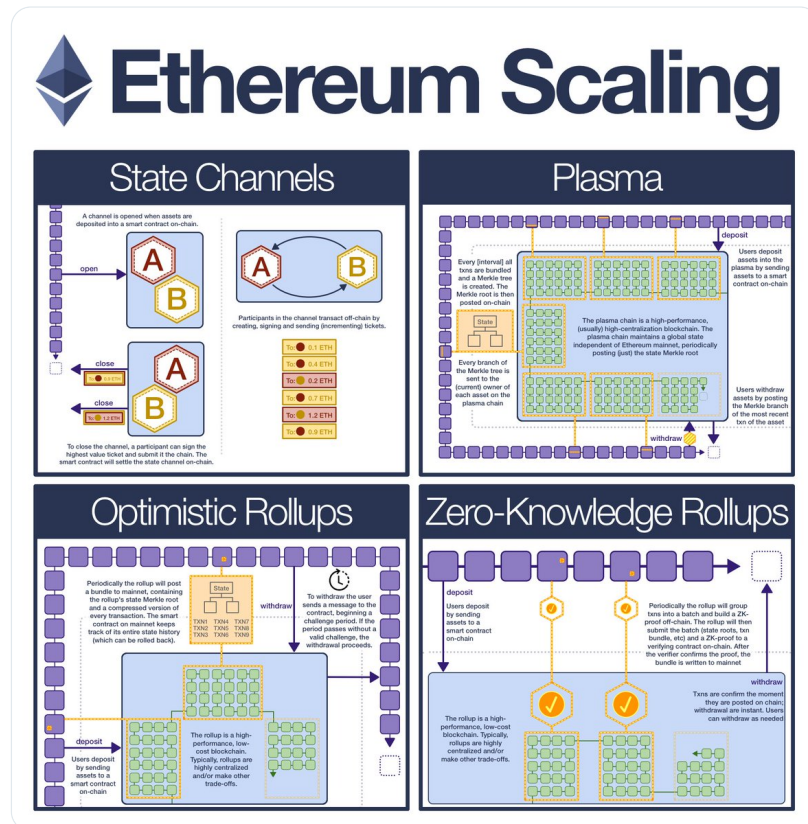 Ethereum Scaling
State Channels
A channel is opened when assets are
deposited into a smart contract on-chain.
open
A
B
A
B
Participants in the channel transact off-chain by
creating, signing and sending (incrementing) tickets.
close
A
To: 0.9 ETH
close
B
To: 1.2 ETH
To: 0.1 ETH
To: 0.4 ETH
To: 0.2 ETH
To: 0.7 ETH
To: 1.2 ETH
To: 0.9 ETH
To close the channel, a participant can sign the
highest value ticket and submit it the chain. The
smart contract will settle the state channel on-chain.
Plasma
deposit
Users deposit
assets into the
plasma by sending
assets to a smart
contract on-chain
Every [interval] all
txns are bundled
and a Merkle tree
is created. The
Merkle root is then
posted on-chain
State
Every branch of
the Merkle tree is
sent to the
(current) owner of
each asset on the
plasma chain
The plasma chain is a high-performance,
(usually) high-centralization blockchain. The
plasma chain maintains a global state
independent of Ethereum mainnet, periodically
posting (just) the state Merkle root
Users withdraw
assets by posting
the Merkle branch
of the most recent
txn of the asset
withdraw
Optimistic Rollups
Periodically the rollup will post
a bundle to mainnet, containing
the rollup's state Merkle root
and a compressed version of
every transaction. The smart
contract on mainnet keeps
track of its entire state history
(which can be rolled back).
State
TXN1 TXN4 TXN7
TXN2 TXN5 TXN8
TXN3 TXN6 TXN9
withdraw
To withdraw the user
sends a message to the
contract, beginning a
challenge period. If the
period passes without a
valid challenge, the
withdrawal proceeds.
deposit
Users deposit
by sending
assets to a
smart contract
on-chain
The rollup is a high-
performance, low-
cost blockchain.
Typically, rollups are
highly centralized
and/or make other
trade-offs.
Zero-Knowledge Rollups
deposit
Users deposit by
sending assets to
a smart contract
on-chain
Periodically the rollup will group
txns into a batch and build a ZK-
proof off-chain. The rollup will then
submit the batch (state roots, txn
bundle, etc) and a ZK-proof to a
verifying contract on-chain. After
the verifier confirms the proof, the
bundle is written to mainnet
withdraw
Txns are confirm the moment
they are posted on chain;
withdrawal are instant. Users
can withdraw as needed
The rollup is a high-
performance, low-cost
blockchain. Typically,
rollups are highly
centralized and/or
make other trade-offs.